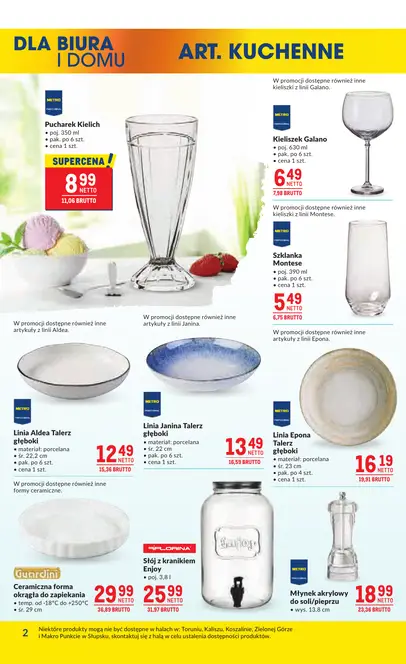 DLA BIURA
I DOMU
ART. KUCHENNE
METRO
Pucharek Kielich
• poj. 350 ml
• pak. po 6 szt.
• cena 1 szt.
SUPERCENA!
8,99
NETTO
11,06 BRUTTO
W promocji dostępne również inne
kieliszki z linii Galano.
METRO
Kieliszek Galano
• poj. 630 ml
• pak. po 6 szt.
• cena 1 szt.
6,49
NETTO
7,98 BRUTTO
W promocji dostępne również inne
kieliszki z linii Montese.
METRO
Szklanka
Montese
• poj. 390 ml
• pak. po 6 szt.
• cena 1 szt.
5,49
NETTO
6,75 BRUTTO
W promocji dostępne również inne
artykuły z linii Aldea.
METRO
Linia Aldea Talerz
głęboki
• materiał: porcelana
• śr. 22,2 cm
• pak. po 6 szt.
• cena 1 szt.
12,49
NETTO
15,36 BRUTTO
W promocji dostępne również inne
artykuły z linii Janina.
METRO
Linia Janina Talerz
głęboki
• materiał: porcelana
• śr. 22 cm
• pak. po 6 szt.
• cena 1 szt.
13,49
NETTO
16,59 BRUTTO
W promocji dostępne również inne
artykuły z linii Epona.
METRO
Linia Epona
Talerz
głęboki
• materiał: porcelana
• śr. 23 cm
• pak. po 4 szt.
• cena 1 szt.
16,19
NETTO
19,91 BRUTTO
W promocji dostępne również inne
formy ceramiczne.
Guardini
Ceramiczna forma
okrągła do zapiekania
• temp. od -18°C do +250°C
• śr. 29 cm
29,99
NETTO
36,89 BRUTTO
FLORINA
Słój z kranikiem
Enjoy
• poj. 3,8 l
25,99
NETTO
31,97 BRUTTO
Enjoy
METRO
Młynek akrylowy
do soli/pieprzu
• wys. 13,8 cm
18,99
NETTO
23,36 BRUTTO
2
Niektóre produkty mogą nie być dostępne w halach w: Toruniu, Kaliszu, Koszalinie, Zielonej Górze
i Makro Punkcie w Słupsku, skontaktuj się z halą w celu ustalenia dostępności produktów.